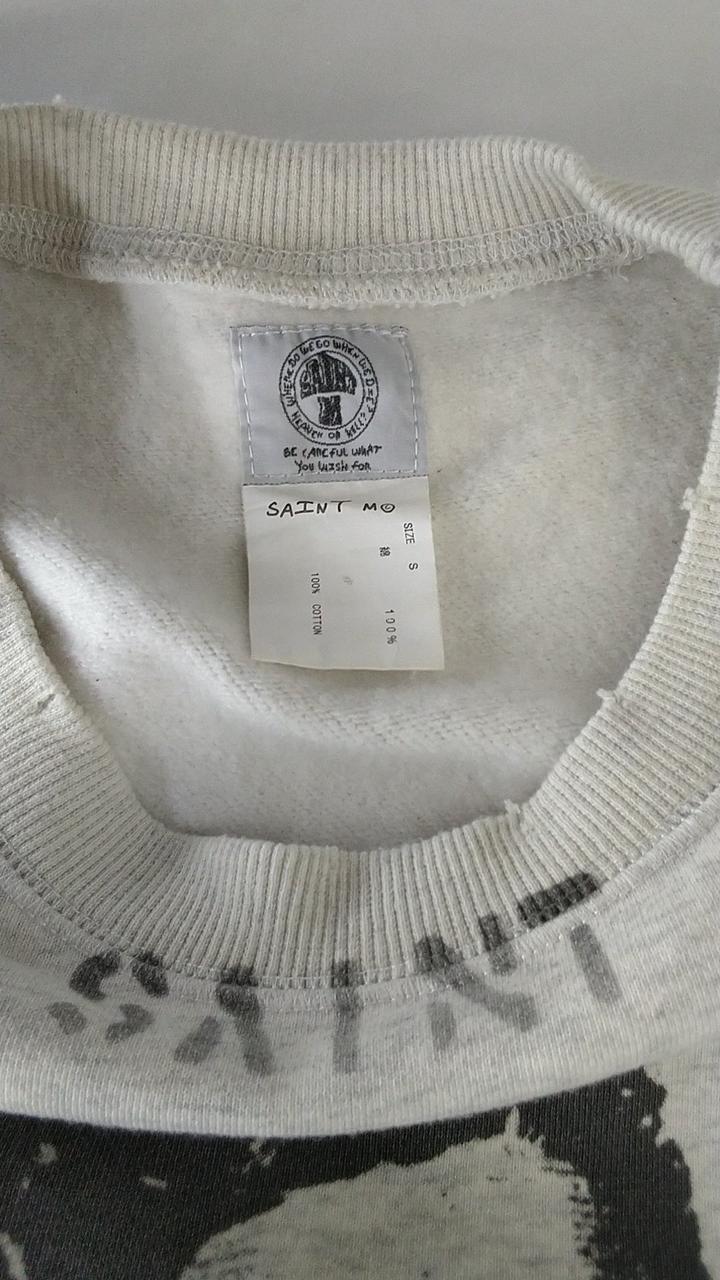 WHERE DO WE GO WHEN WE DIE??
SAINT
M
HEAVEN OR HELL?
BE CAREFUL WHAT
YOU WISH FOR
SAINT M
SIZE S
綿 100%
100% COTTON
SAINT